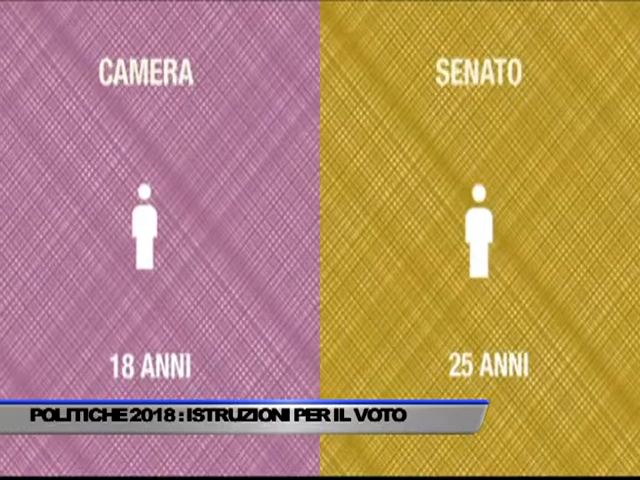 CAMERA
SENATO
18 ANNI
25 ANNI
POLITICHE 2018 : ISTRUZIONI PER IL VOTO